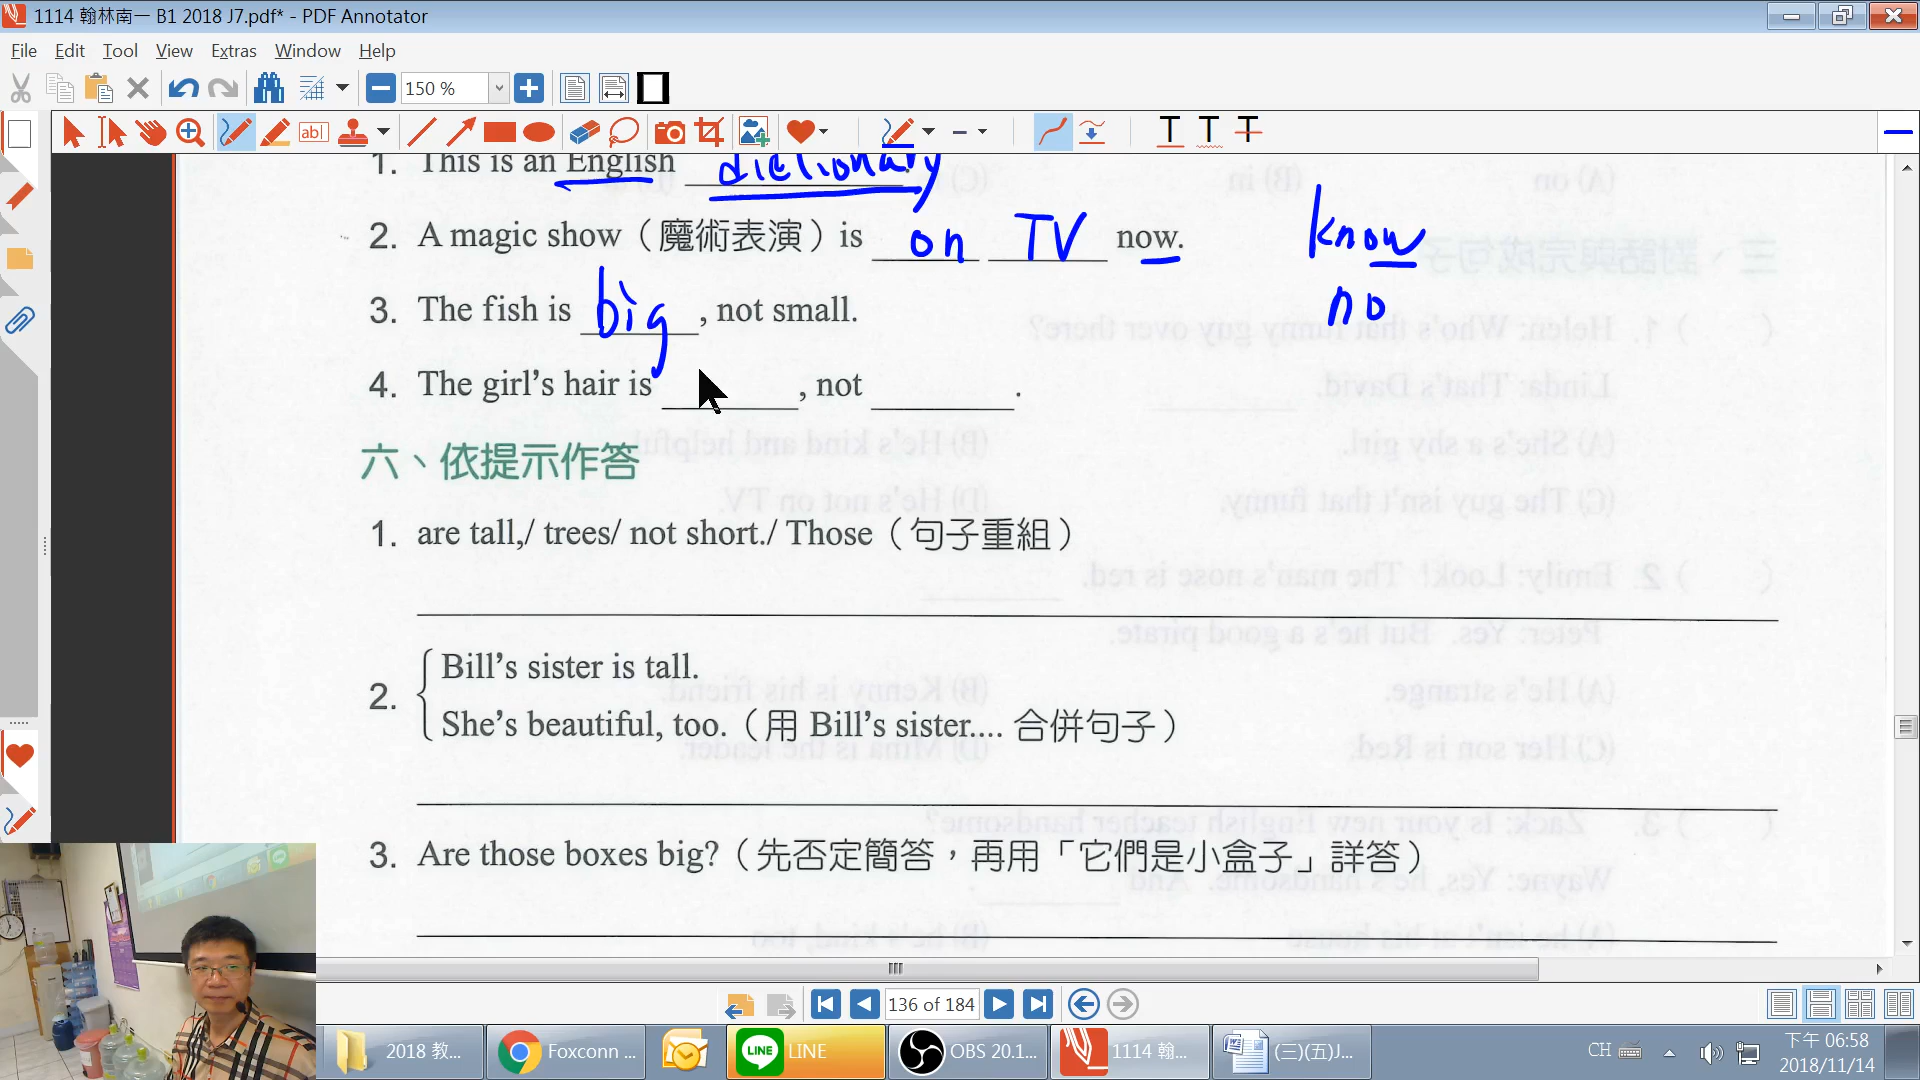 1114 翰林南一 B1 2018 J7.pdf* - PDF Annotator
File Edit Tool View Extras Window Help
150 %
1. This is an English dictionary.
2. A magic show（魔術表演）is on TV now.
know
no
3. The fish is big, not small.
4. The girl's hair is ______, not ______.
六、依提示作答
1. are tall,/ trees/ not short./ Those（句子重組）
2. Bill's sister is tall.
She's beautiful, too.（用 Bill's sister.... 合併句子）
3. Are those boxes big?（先否定簡答，再用「它們是小盒子」詳答）
136 of 184
2018 教...
Foxconn ...
LINE
OBS 20.1...
1114 翰...
(三)(五)J...
CH
下午 06:58
2018/11/14